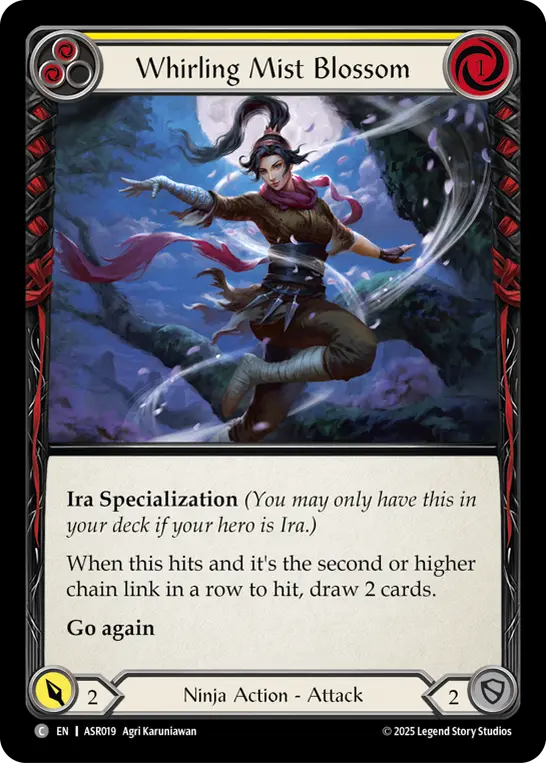 Whirling Mist Blossom
1
Ira Specialization (You may only have this in
your deck if your hero is Ira.)
When this hits and it's the second or higher
chain link in a row to hit, draw 2 cards.
Go again
2
Ninja Action - Attack
2
C EN ASR019 Agri Karuniawan
© 2025 Legend Story Studios